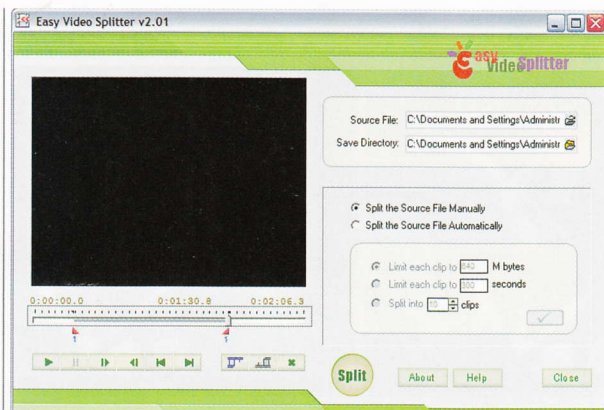 Easy Video Splitter v2.01
easy
VideoSplitter
Source File: C:\Documents and Settings\Administr
Save Directory: C:\Documents and Settings\Administr
Split the Source File Manually
Split the Source File Automatically
Limit each clip to 640 M bytes
Limit each clip to 300 seconds
Split into 10 clips
0:00:00.0 0:01:30.8 0:02:06.3
1 1
Split About Help Close